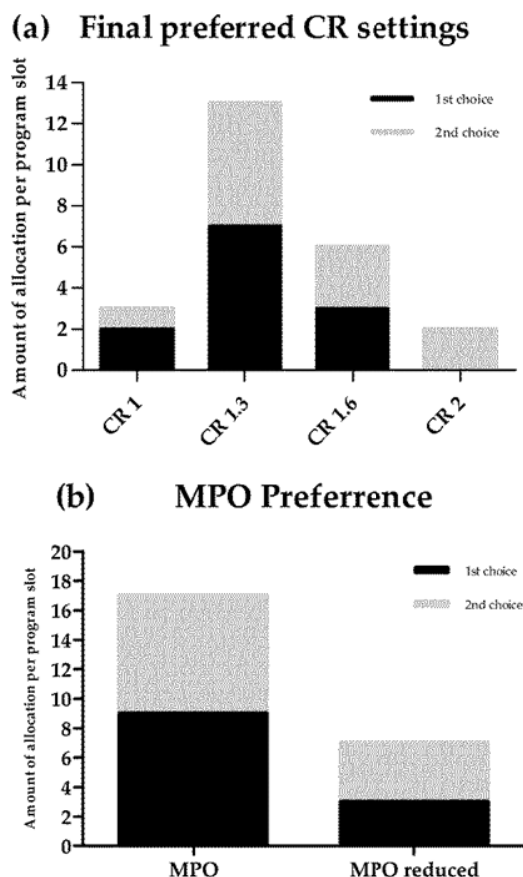 (a) Final preferred CR settings
Amount of allocation per program slot
14
12
10
8
6
4
2
0
1st choice
2nd choice
CR 1
CR 1.3
CR 1.6
CR 2
(b) MPO Preferrence
Amount of allocation per program slot
20
18
16
14
12
10
8
6
4
2
0
1st choice
2nd choice
MPO
MPO reduced